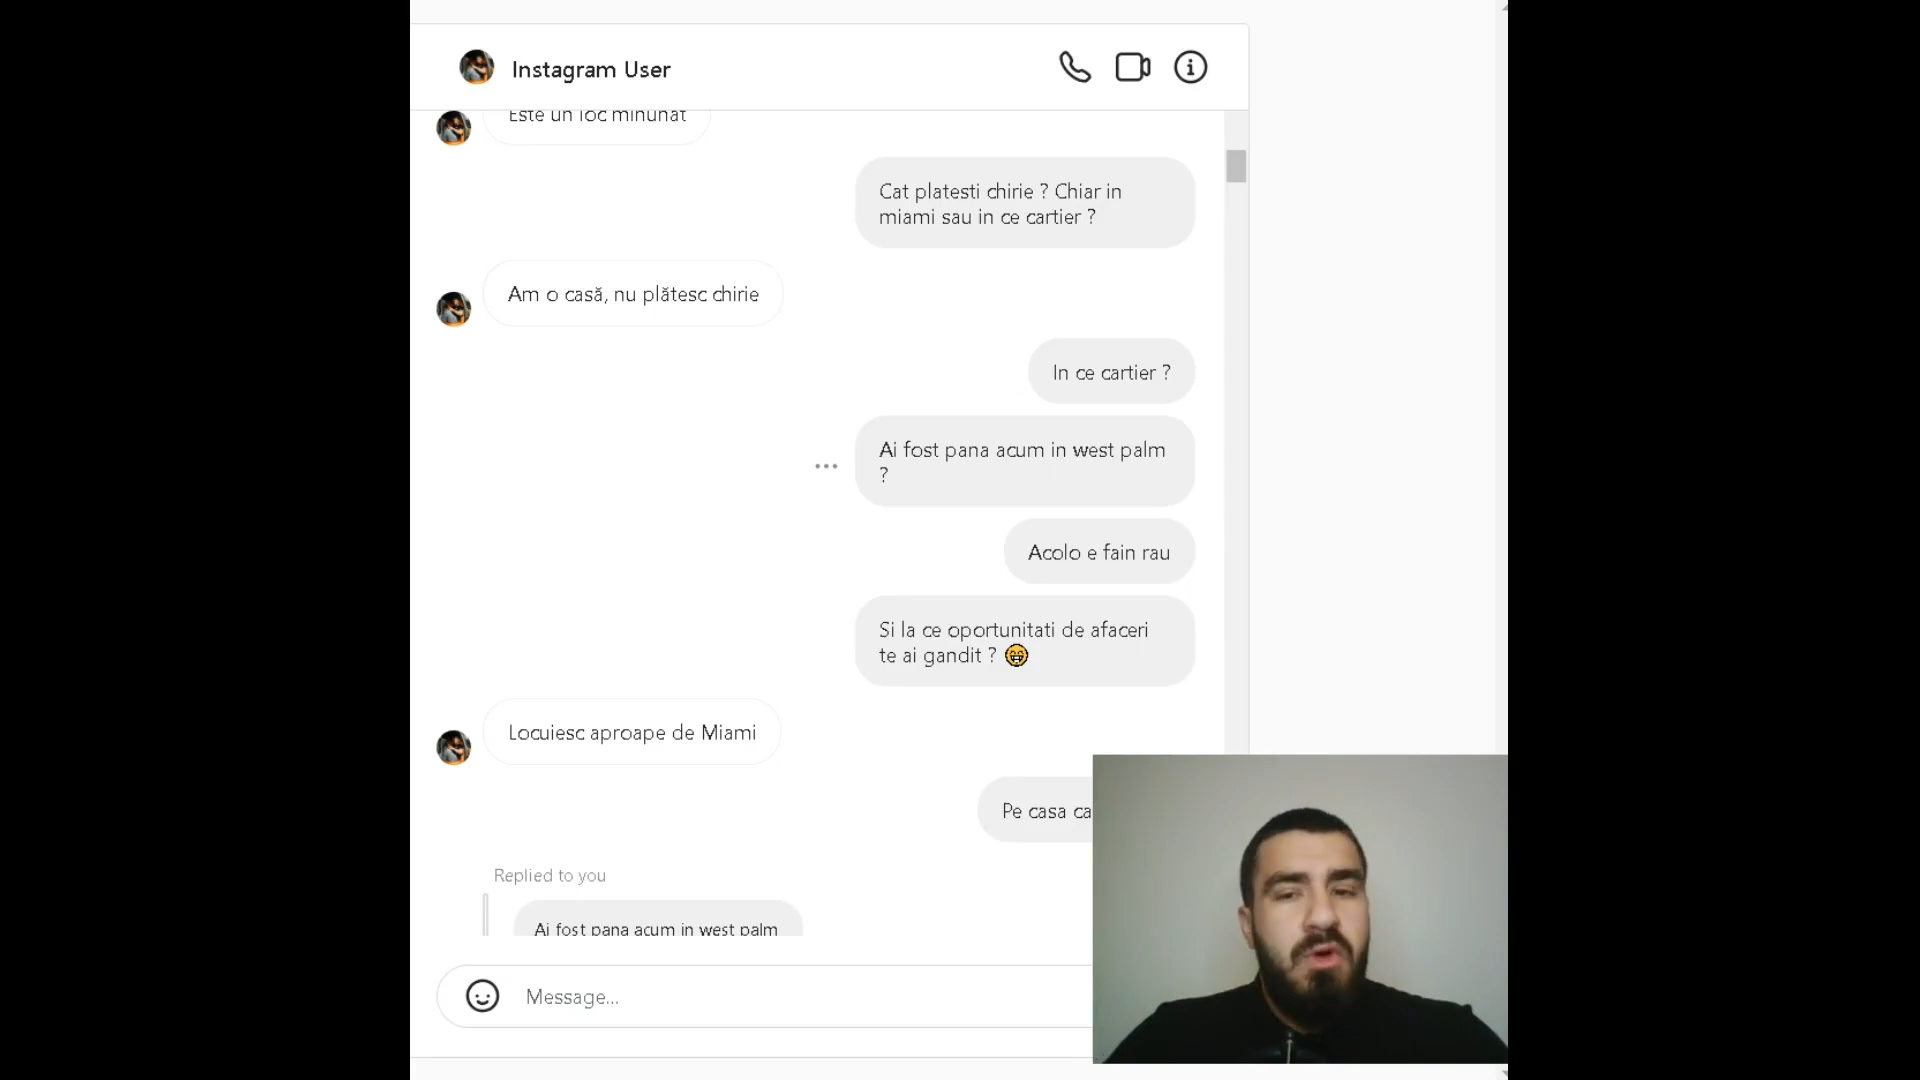 Instagram User
Este un loc minunat
Cat platesti chirie ? Chiar in
miami sau in ce cartier ?
Am o casă, nu plătesc chirie
In ce cartier ?
Ai fost pana acum in west palm
?
Acolo e fain rau
Si la ce oportunitati de afaceri
te ai gandit ? 😁
Locuiesc aproape de Miami
Pe casa ca
Replied to you
Ai fost pana acum in west palm
Message...